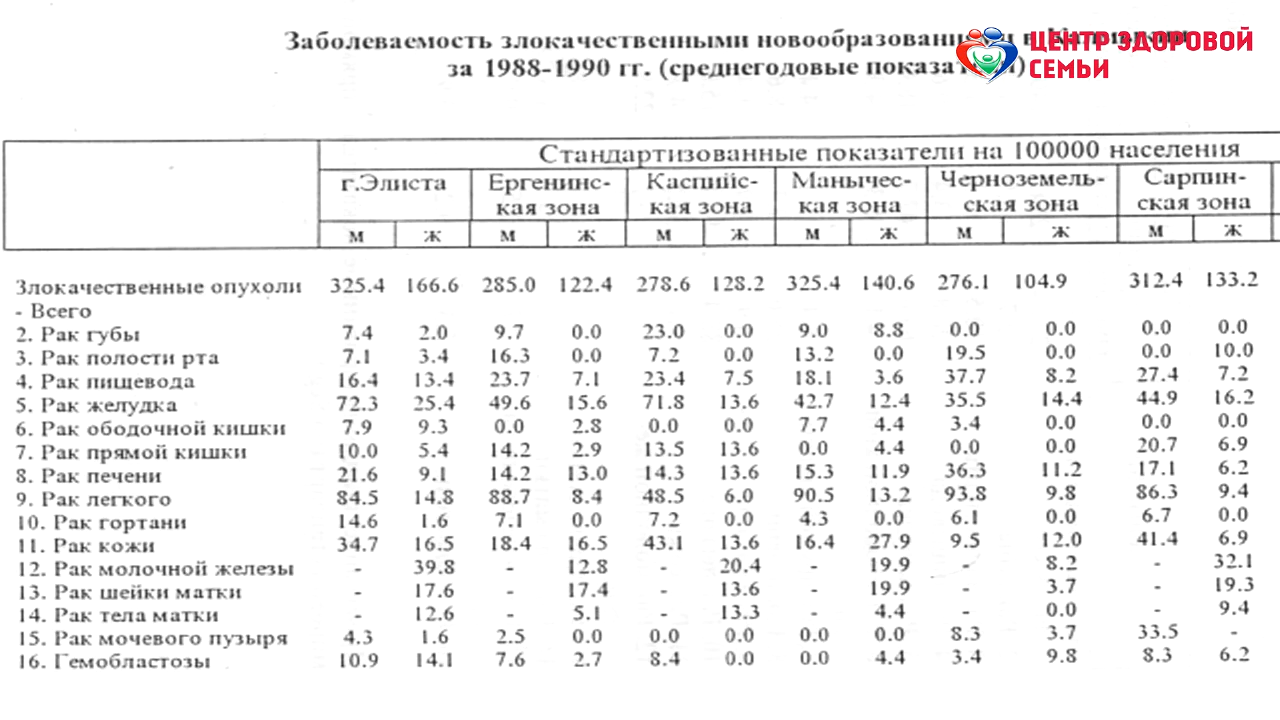 Заболеваемость злокачественными новообразованиями в
за 1988-1990 гг. (среднегодовые показатели)
ЦЕНТР ЗДОРОВОЙ
СЕМЬИ
Стандартизованные показатели на 100000 населения
г.Элиста Ергенинс- Каспийс- Манычес- Черноземель- Сарпин-
кая зона кая зона кая зона ская зона ская зона
м ж м ж м ж м ж м ж м ж
Злокачественные опухоли 325.4 166.6 285.0 122.4 278.6 128.2 325.4 140.6 276.1 104.9 312.4 133.2
- Всего
2. Рак губы 7.4 2.0 9.7 0.0 23.0 0.0 9.0 8.8 0.0 0.0 0.0 0.0
3. Рак полости рта 7.1 3.4 16.3 0.0 7.2 0.0 13.2 0.0 19.5 0.0 0.0 10.0
4. Рак пищевода 16.4 13.4 23.7 7.1 23.4 7.5 18.1 3.6 37.7 8.2 27.4 7.2
5. Рак желудка 72.3 25.4 49.6 15.6 71.8 13.6 42.7 12.4 35.5 14.4 44.9 16.2
6. Рак ободочной кишки 7.9 9.3 0.0 2.8 0.0 0.0 7.7 4.4 3.4 0.0 0.0 0.0
7. Рак прямой кишки 10.0 5.4 14.2 2.9 13.5 13.6 0.0 4.4 0.0 0.0 20.7 6.9
8. Рак печени 21.6 9.1 14.2 13.0 14.3 13.6 15.3 11.9 36.3 11.2 17.1 6.2
9. Рак легкого 84.5 14.8 88.7 8.4 48.5 6.0 90.5 13.2 93.8 9.8 86.3 9.4
10. Рак гортани 14.6 1.6 7.1 0.0 7.2 0.0 4.3 0.0 6.1 0.0 6.7 0.0
11. Рак кожи 34.7 16.5 18.4 16.5 43.1 13.6 16.4 27.9 9.5 12.0 41.4 6.9
12. Рак молочной железы - 39.8 - 12.8 - 20.4 - 19.9 - 8.2 - 32.1
13. Рак шейки матки - 17.6 - 17.4 - 13.6 - 19.9 - 3.7 - 19.3
14. Рак тела матки - 12.6 - 5.1 - 13.3 - 4.4 - 0.0 - 9.4
15. Рак мочевого пузыря 4.3 1.6 2.5 0.0 0.0 0.0 0.0 0.0 8.3 3.7 33.5 -
16. Гемобластозы 10.9 14.1 7.6 2.7 8.4 0.0 0.0 4.4 3.4 9.8 8.3 6.2